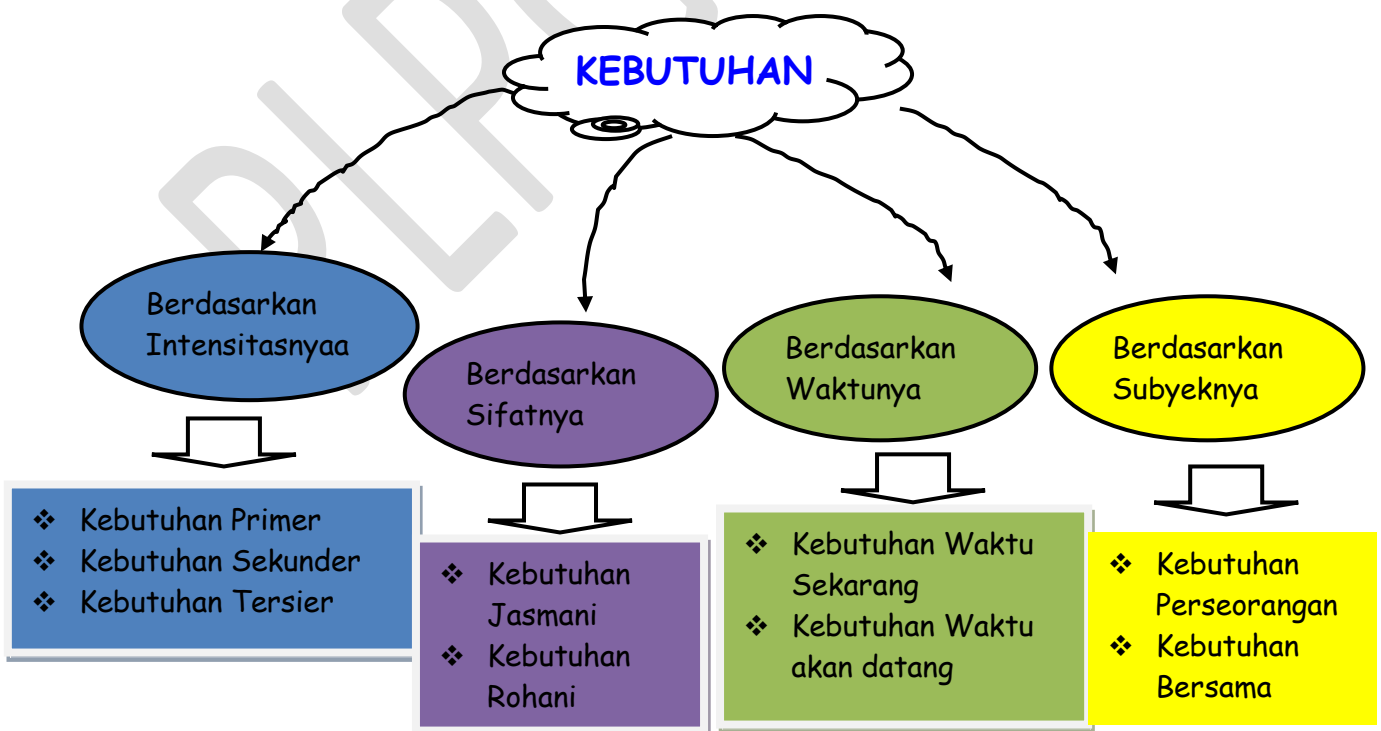 KEBUTUHAN
Berdasarkan
Intensitasnyaa
Berdasarkan
Sifatnya
Berdasarkan
Waktunya
Berdasarkan
Subyeknya
❖ Kebutuhan Primer
❖ Kebutuhan Sekunder
❖ Kebutuhan Tersier
❖ Kebutuhan
Jasmani
❖ Kebutuhan
Rohani
❖ Kebutuhan Waktu
Sekarang
❖ Kebutuhan Waktu
akan datang
❖ Kebutuhan
Perseorangan
❖ Kebutuhan
Bersama